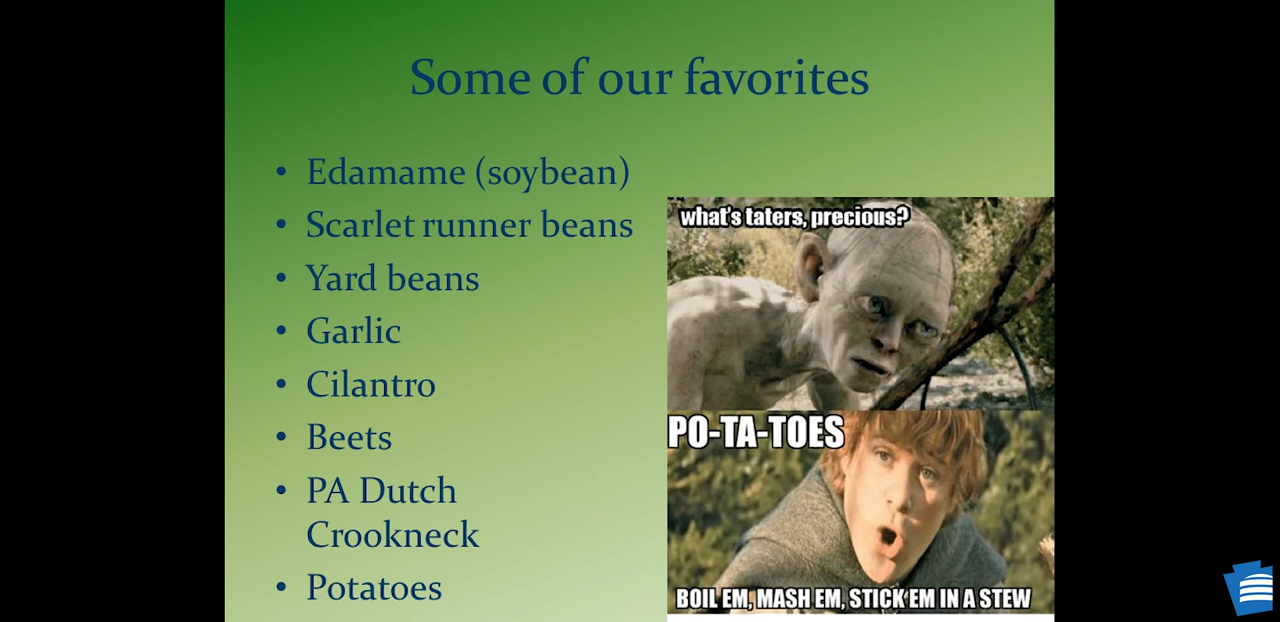 Some of our favorites
• Edamame (soybean)
• Scarlet runner beans
• Yard beans
• Garlic
• Cilantro
• Beets
• PA Dutch
Crookneck
• Potatoes
what's taters, precious?
PO-TA-TOES
BOIL EM, MASH EM, STICK EM IN A STEW